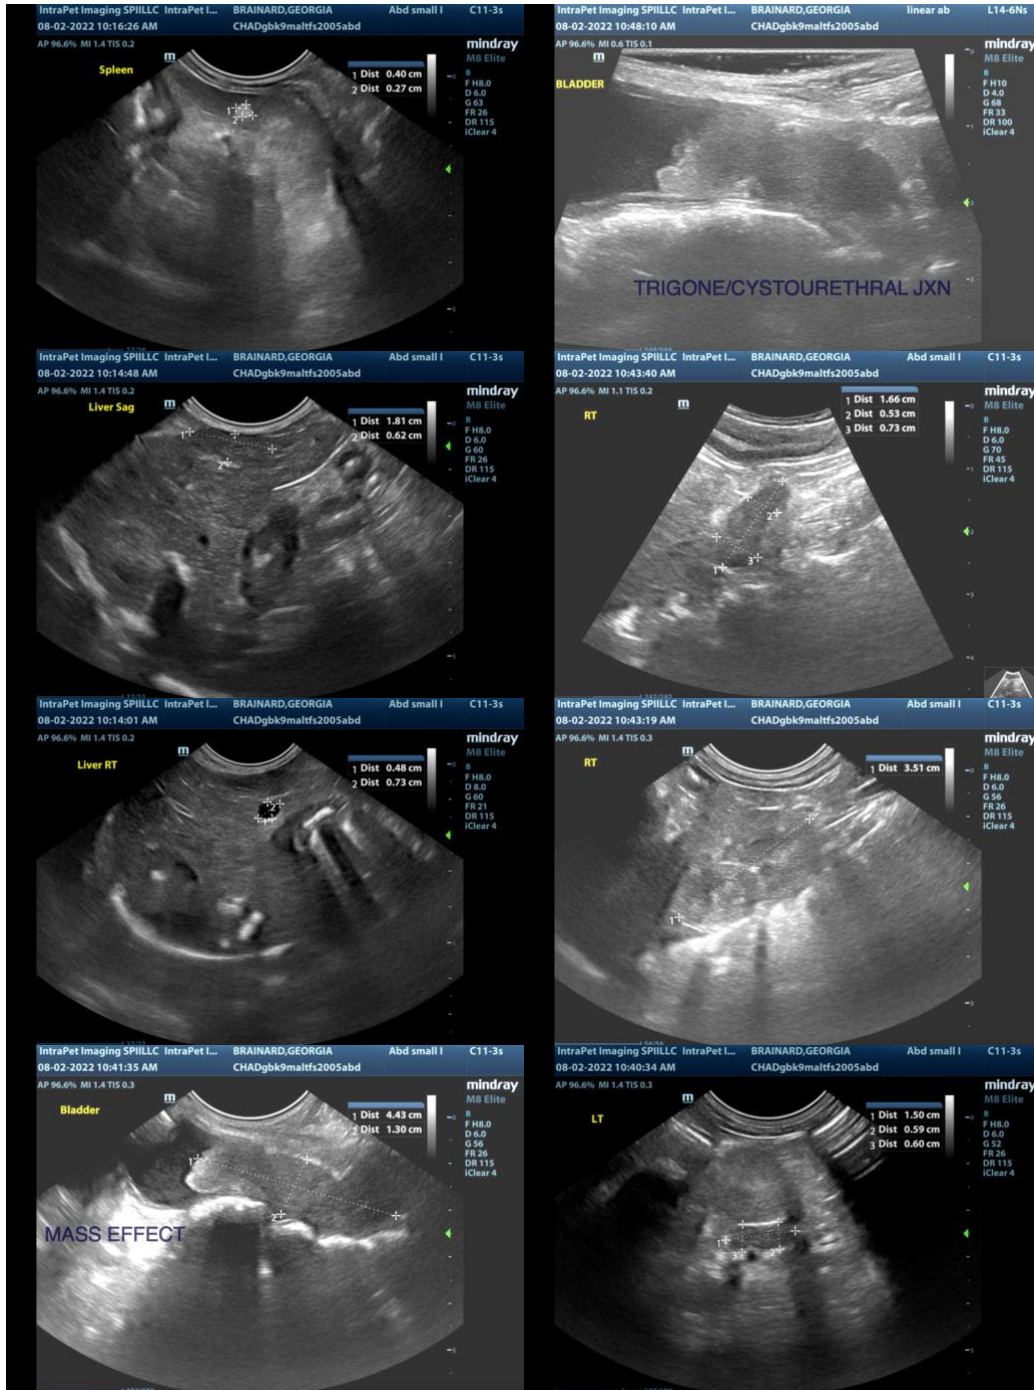 IntraPet Imaging SPIILLC IntraPet I... BRAINARD,GEORGIA Abd small I C11-3s
08-02-2022 10:16:26 AM CHADgbk9maltfs2005abd
AP 96.6% MI 1.4 TIS 0.2 m mindray
M8 Elite
Spleen
1 Dist 0.40 cm
2 Dist 0.27 cm
B
F H8.0
D 6.0
G 63
FR 26
DR 115
iClear 4
1
2
IntraPet Imaging SPIILLC IntraPet I... BRAINARD,GEORGIA linear ab L14-6Ns
08-02-2022 10:48:10 AM CHADgbk9maltfs2005abd
AP 96.6% MI 0.6 TIS 0.1 m mindray
M8 Elite
BLADDER
B
F H10
D 4.0
G 68
FR 33
DR 100
iClear 4
TRIGONE/CYSTOURETHRAL JXN
IntraPet Imaging SPIILLC IntraPet I... BRAINARD,GEORGIA Abd small I C11-3s
08-02-2022 10:14:48 AM CHADgbk9maltfs2005abd
AP 96.6% MI 1.4 TIS 0.2 m mindray
M8 Elite
Liver Sag
1 Dist 1.81 cm
2 Dist 0.62 cm
B
F H8.0
D 6.0
G 60
FR 26
DR 115
iClear 4
1
2
IntraPet Imaging SPIILLC IntraPet I... BRAINARD,GEORGIA Abd small I C11-3s
08-02-2022 10:43:40 AM CHADgbk9maltfs2005abd
AP 96.6% MI 1.1 TIS 0.2 m mindray
M8 Elite
RT
1 Dist 1.66 cm
2 Dist 0.53 cm
3 Dist 0.73 cm
B
F H8.0
D 6.0
G 70
FR 45
DR 115
iClear 4
2
3
1
IntraPet Imaging SPIILLC IntraPet I... BRAINARD,GEORGIA Abd small I C11-3s
08-02-2022 10:14:01 AM CHADgbk9maltfs2005abd
AP 96.6% MI 1.4 TIS 0.2 m mindray
M8 Elite
Liver RT
1 Dist 0.48 cm
2 Dist 0.73 cm
B
F H8.0
D 8.0
G 60
FR 21
DR 115
iClear 4
2
1
IntraPet Imaging SPIILLC IntraPet I... BRAINARD,GEORGIA Abd small I C11-3s
08-02-2022 10:43:19 AM CHADgbk9maltfs2005abd
AP 96.6% MI 1.4 TIS 0.3 m mindray
M8 Elite
RT
1 Dist 3.51 cm
B
F H8.0
D 6.0
G 56
FR 26
DR 115
iClear 4
1
IntraPet Imaging SPIILLC IntraPet I... BRAINARD,GEORGIA Abd small I C11-3s
08-02-2022 10:41:35 AM CHADgbk9maltfs2005abd
AP 96.6% MI 1.4 TIS 0.3 m mindray
M8 Elite
Bladder
1 Dist 4.43 cm
2 Dist 1.30 cm
B
F H8.0
D 6.0
G 56
FR 26
DR 115
iClear 4
1
2
MASS EFFECT
IntraPet Imaging SPIILLC IntraPet I... BRAINARD,GEORGIA Abd small I C11-3s
08-02-2022 10:40:34 AM CHADgbk9maltfs2005abd
AP 96.6% MI 1.4 TIS 0.3 m mindray
M8 Elite
LT
1 Dist 1.50 cm
2 Dist 0.59 cm
3 Dist 0.60 cm
B
F H8.0
D 6.0
G 52
FR 26
DR 115
iClear 4
1
3
2